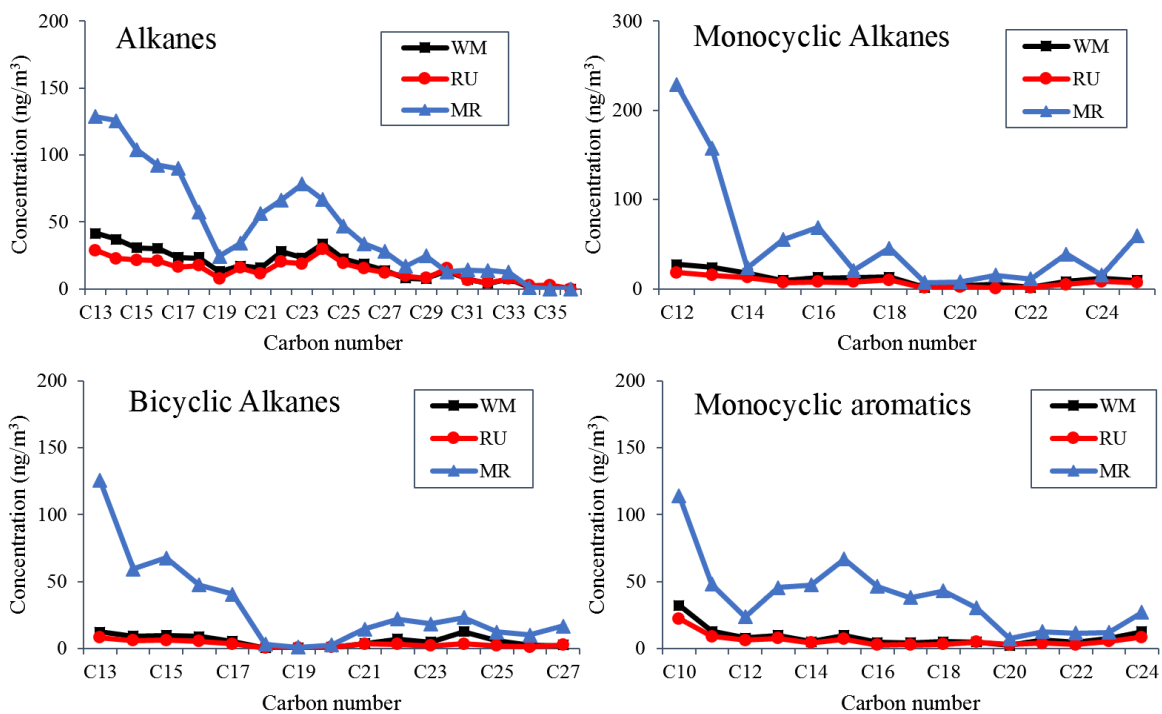 Alkanes
WM
RU
MR
Concentration (ng/m³)
200
150
100
50
0
C13 C15 C17 C19 C21 C23 C25 C27 C29 C31 C33 C35
Carbon number
Monocyclic Alkanes
WM
RU
MR
Concentration (ng/m³)
300
200
100
0
C12 C14 C16 C18 C20 C22 C24
Carbon number
Bicyclic Alkanes
WM
RU
MR
Concentration (ng/m³)
200
150
100
50
0
C13 C15 C17 C19 C21 C23 C25 C27
Carbon number
Monocyclic aromatics
WM
RU
MR
Concentration (ng/m³)
200
150
100
50
0
C10 C12 C14 C16 C18 C20 C22 C24
Carbon number